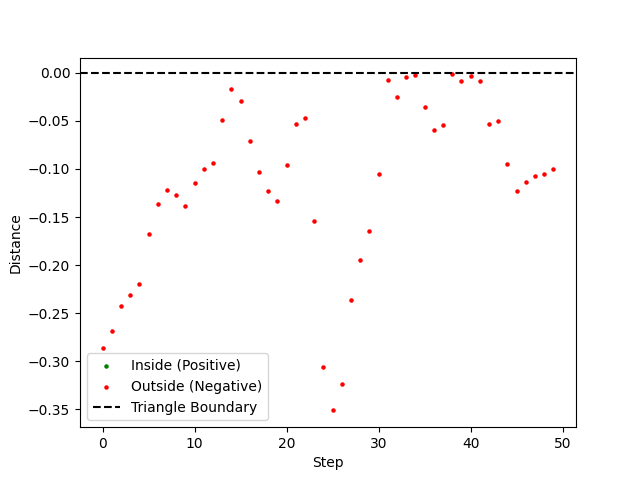 0.00
−0.05
−0.10
−0.15
−0.20
−0.25
−0.30
−0.35
Distance
Inside (Positive)
Outside (Negative)
Triangle Boundary
0 10 20 30 40 50
Step